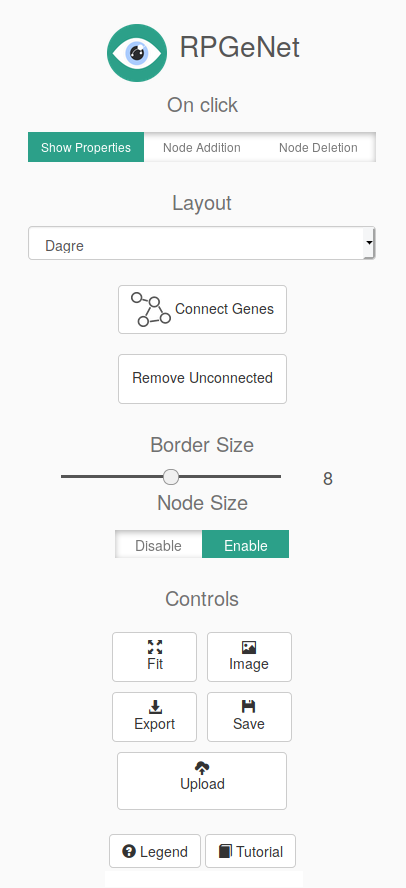 RPGeNet
On click
Show Properties Node Addition Node Deletion
Layout
Dagre
Connect Genes
Remove Unconnected
Border Size
8
Node Size
Disable Enable
Controls
Fit Image
Export Save
Upload
Legend Tutorial